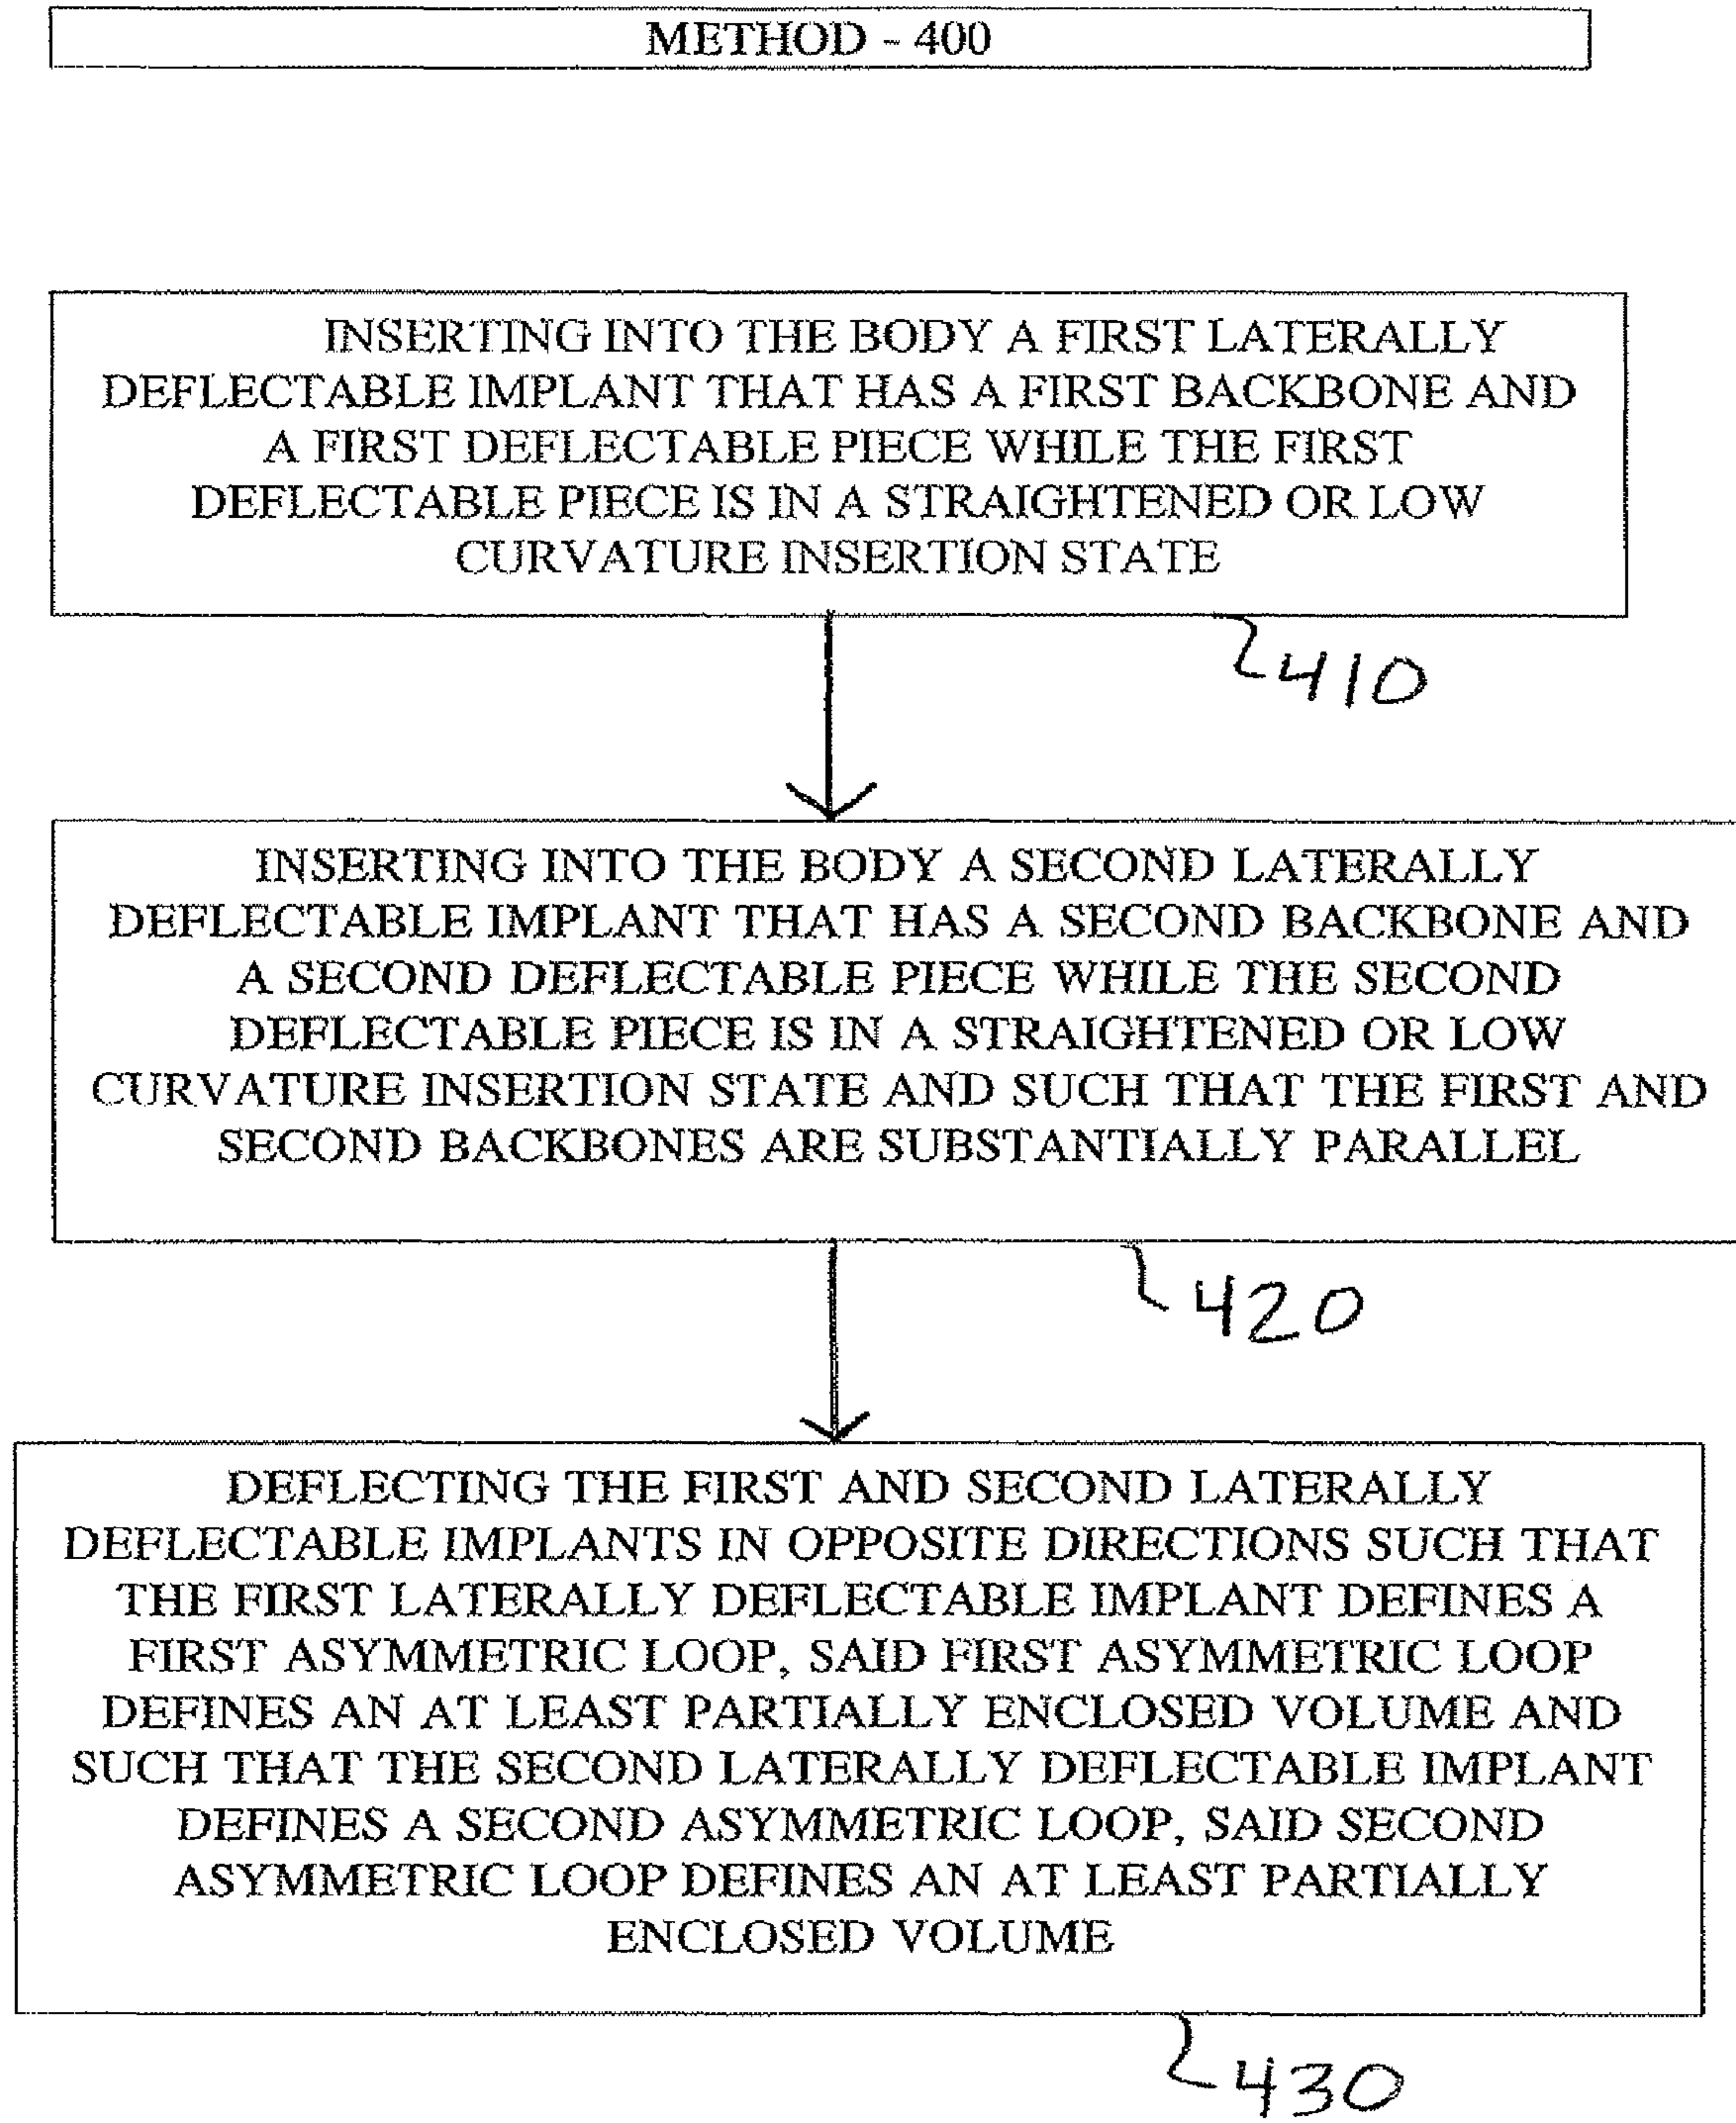 METHOD - 400
INSERTING INTO THE BODY A FIRST LATERALLY
DEFLECTABLE IMPLANT THAT HAS A FIRST BACKBONE AND
A FIRST DEFLECTABLE PIECE WHILE THE FIRST
DEFLECTABLE PIECE IS IN A STRAIGHTENED OR LOW
CURVATURE INSERTION STATE
410
INSERTING INTO THE BODY A SECOND LATERALLY
DEFLECTABLE IMPLANT THAT HAS A SECOND BACKBONE AND
A SECOND DEFLECTABLE PIECE WHILE THE SECOND
DEFLECTABLE PIECE IS IN A STRAIGHTENED OR LOW
CURVATURE INSERTION STATE AND SUCH THAT THE FIRST AND
SECOND BACKBONES ARE SUBSTANTIALLY PARALLEL
420
DEFLECTING THE FIRST AND SECOND LATERALLY
DEFLECTABLE IMPLANTS IN OPPOSITE DIRECTIONS SUCH THAT
THE FIRST LATERALLY DEFLECTABLE IMPLANT DEFINES A
FIRST ASYMMETRIC LOOP, SAID FIRST ASYMMETRIC LOOP
DEFINES AN AT LEAST PARTIALLY ENCLOSED VOLUME AND
SUCH THAT THE SECOND LATERALLY DEFLECTABLE IMPLANT
DEFINES A SECOND ASYMMETRIC LOOP, SAID SECOND
ASYMMETRIC LOOP DEFINES AN AT LEAST PARTIALLY
ENCLOSED VOLUME
430